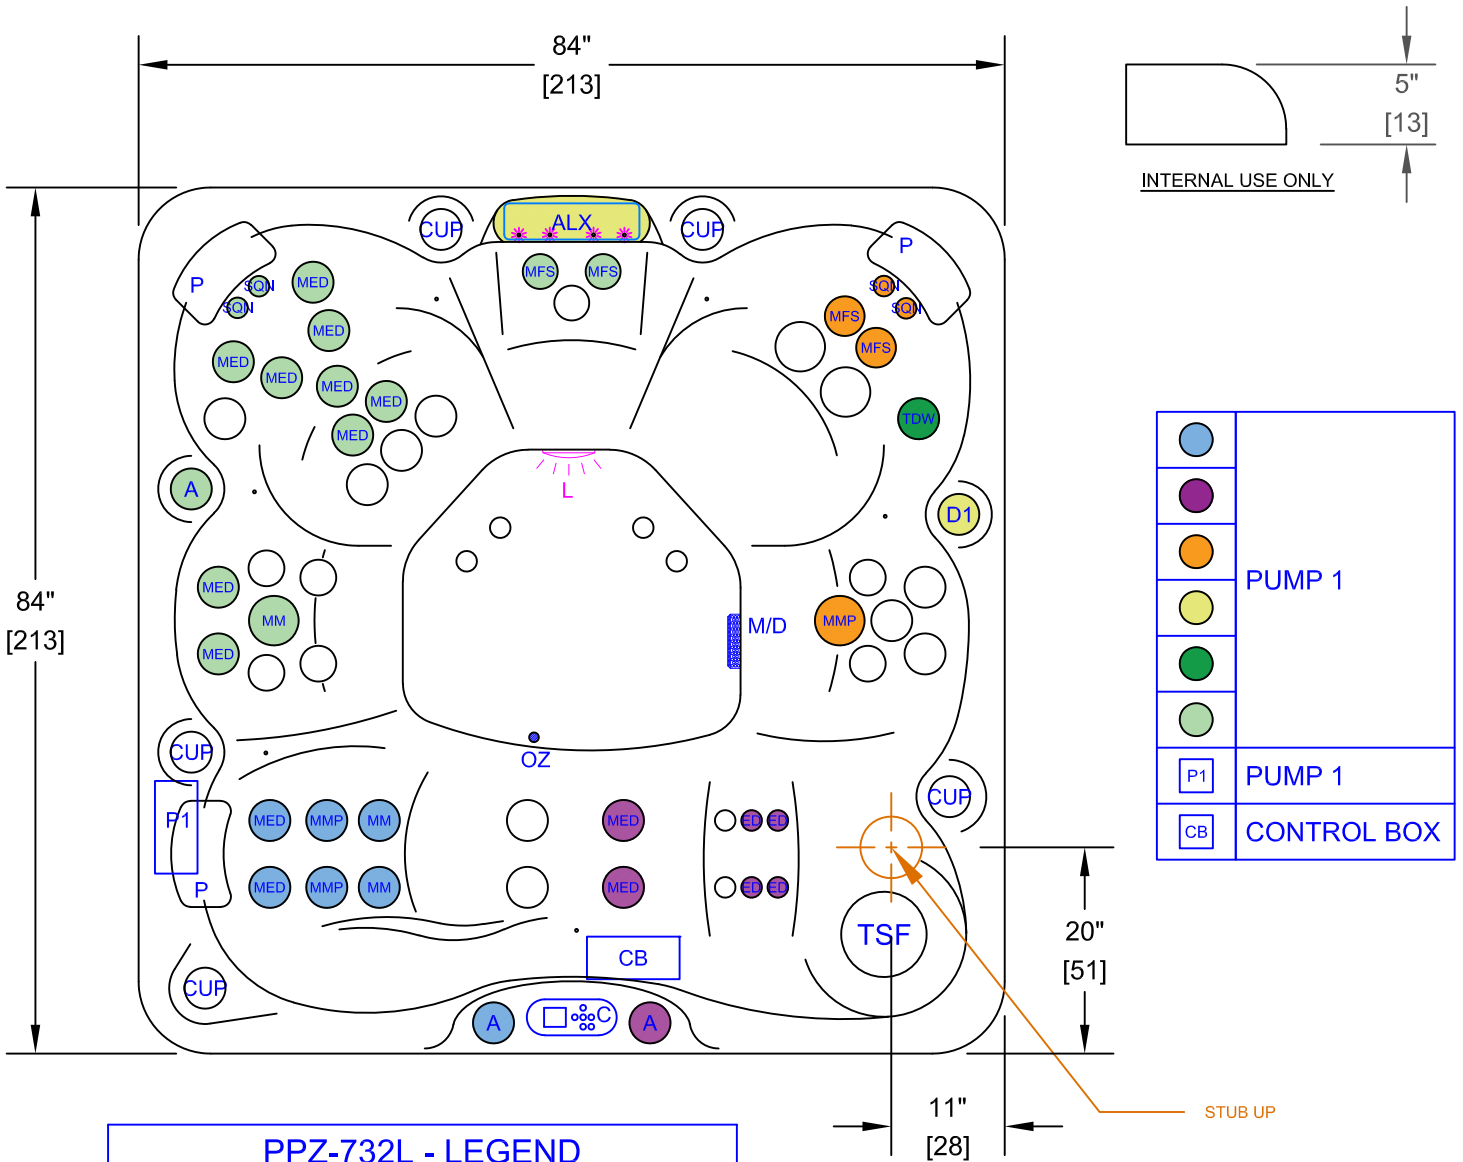 84"
[213]
5"
[13]
INTERNAL USE ONLY
ALX
CUP
CUP
P
P
MFS
MFS
SQN
SQN
MED
SQN
SQN
MFS
MED
MFS
MED
MED
MED
MED
MED
TDW
L
A
D1
PUMP 1
84"
[213]
MED
MM
MED
MMP
M/D
OZ
CUP
P1
PUMP 1
CUP
CB
CONTROL BOX
P1
MED
MMP
MM
MED
ED
ED
P
MED
MMP
MM
MED
ED
ED
TSF
20"
[51]
CB
CUP
A
C
A
11"
[28]
STUB UP
PPZ-732L - LEGEND